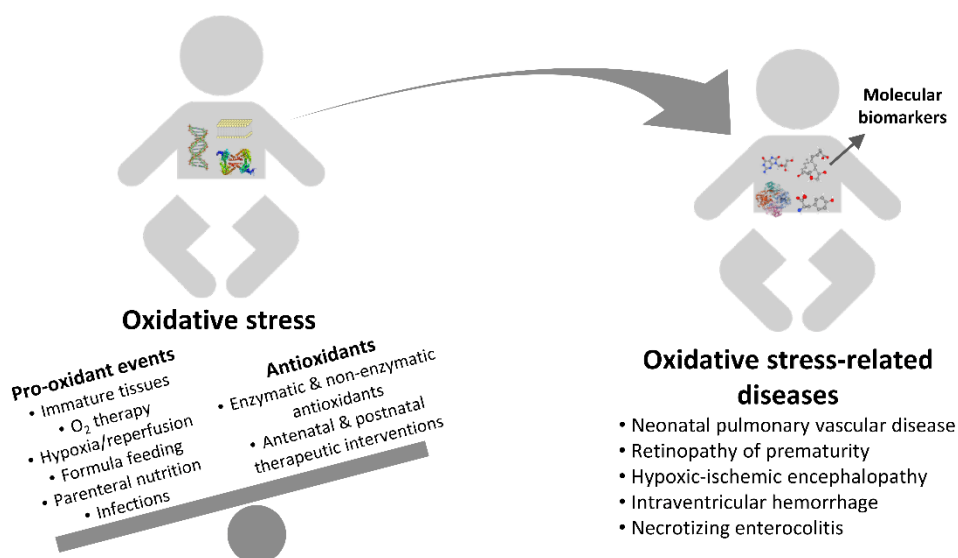 Molecular
biomarkers
Oxidative stress
Pro-oxidant events
• Immature tissues
• O₂ therapy
• Hypoxia/reperfusion
• Formula feeding
• Parenteral nutrition
• Infections
Antioxidants
• Enzymatic & non-enzymatic
antioxidants
• Antenatal & postnatal
therapeutic interventions
Oxidative stress-related
diseases
• Neonatal pulmonary vascular disease
• Retinopathy of prematurity
• Hypoxic-ischemic encephalopathy
• Intraventricular hemorrhage
• Necrotizing enterocolitis